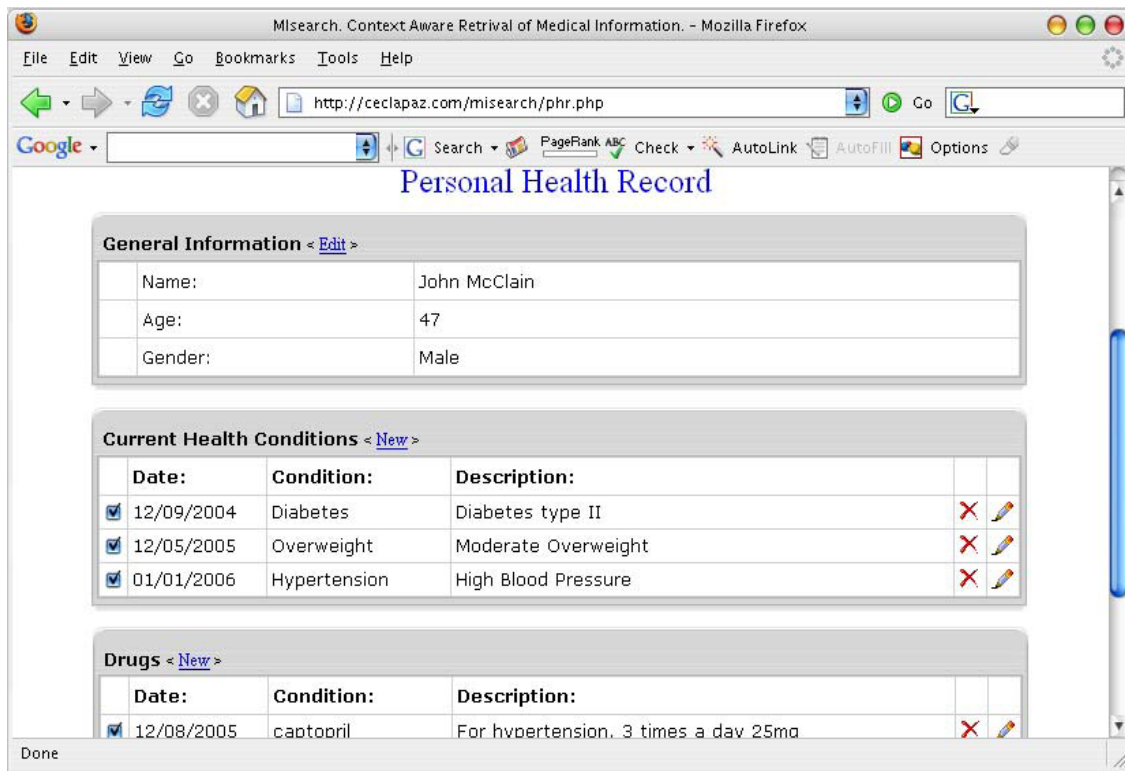 MIsearch. Context Aware Retrival of Medical Information. - Mozilla Firefox
File Edit View Go Bookmarks Tools Help
http://ceclapaz.com/misearch/phr.php Go G
Google Search PageRank ABC Check AutoLink AutoFill Options
Personal Health Record
General Information < Edit >
Name: John McClain
Age: 47
Gender: Male
Current Health Conditions < New >
Date: Condition: Description:
12/09/2004 Diabetes Diabetes type II
12/05/2005 Overweight Moderate Overweight
01/01/2006 Hypertension High Blood Pressure
Drugs < New >
Date: Condition: Description:
12/08/2005 captopril For hypertension, 3 times a day 25mg
Done